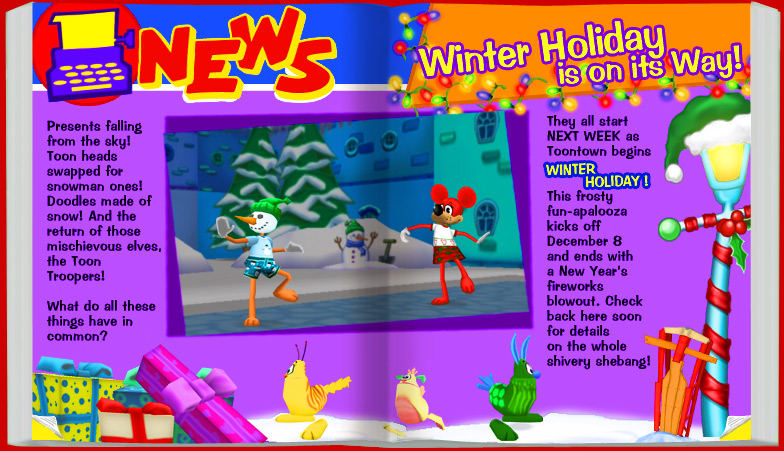 NEWS
Presents falling
from the sky!
Toon heads
swapped for
snowman ones!
Doodles made of
snow! And the
return of those
mischievous elves,
the Toon
Troopers!
What do all these
things have in
common?
Winter Holiday
is on its Way!
They all start
NEXT WEEK as
Toontown begins
WINTER
HOLIDAY!
This frosty
fun-apalooza
kicks off
December 8
and ends with
a New Year's
fireworks
blowout. Check
back here soon
for details
on the whole
shivery shebang!